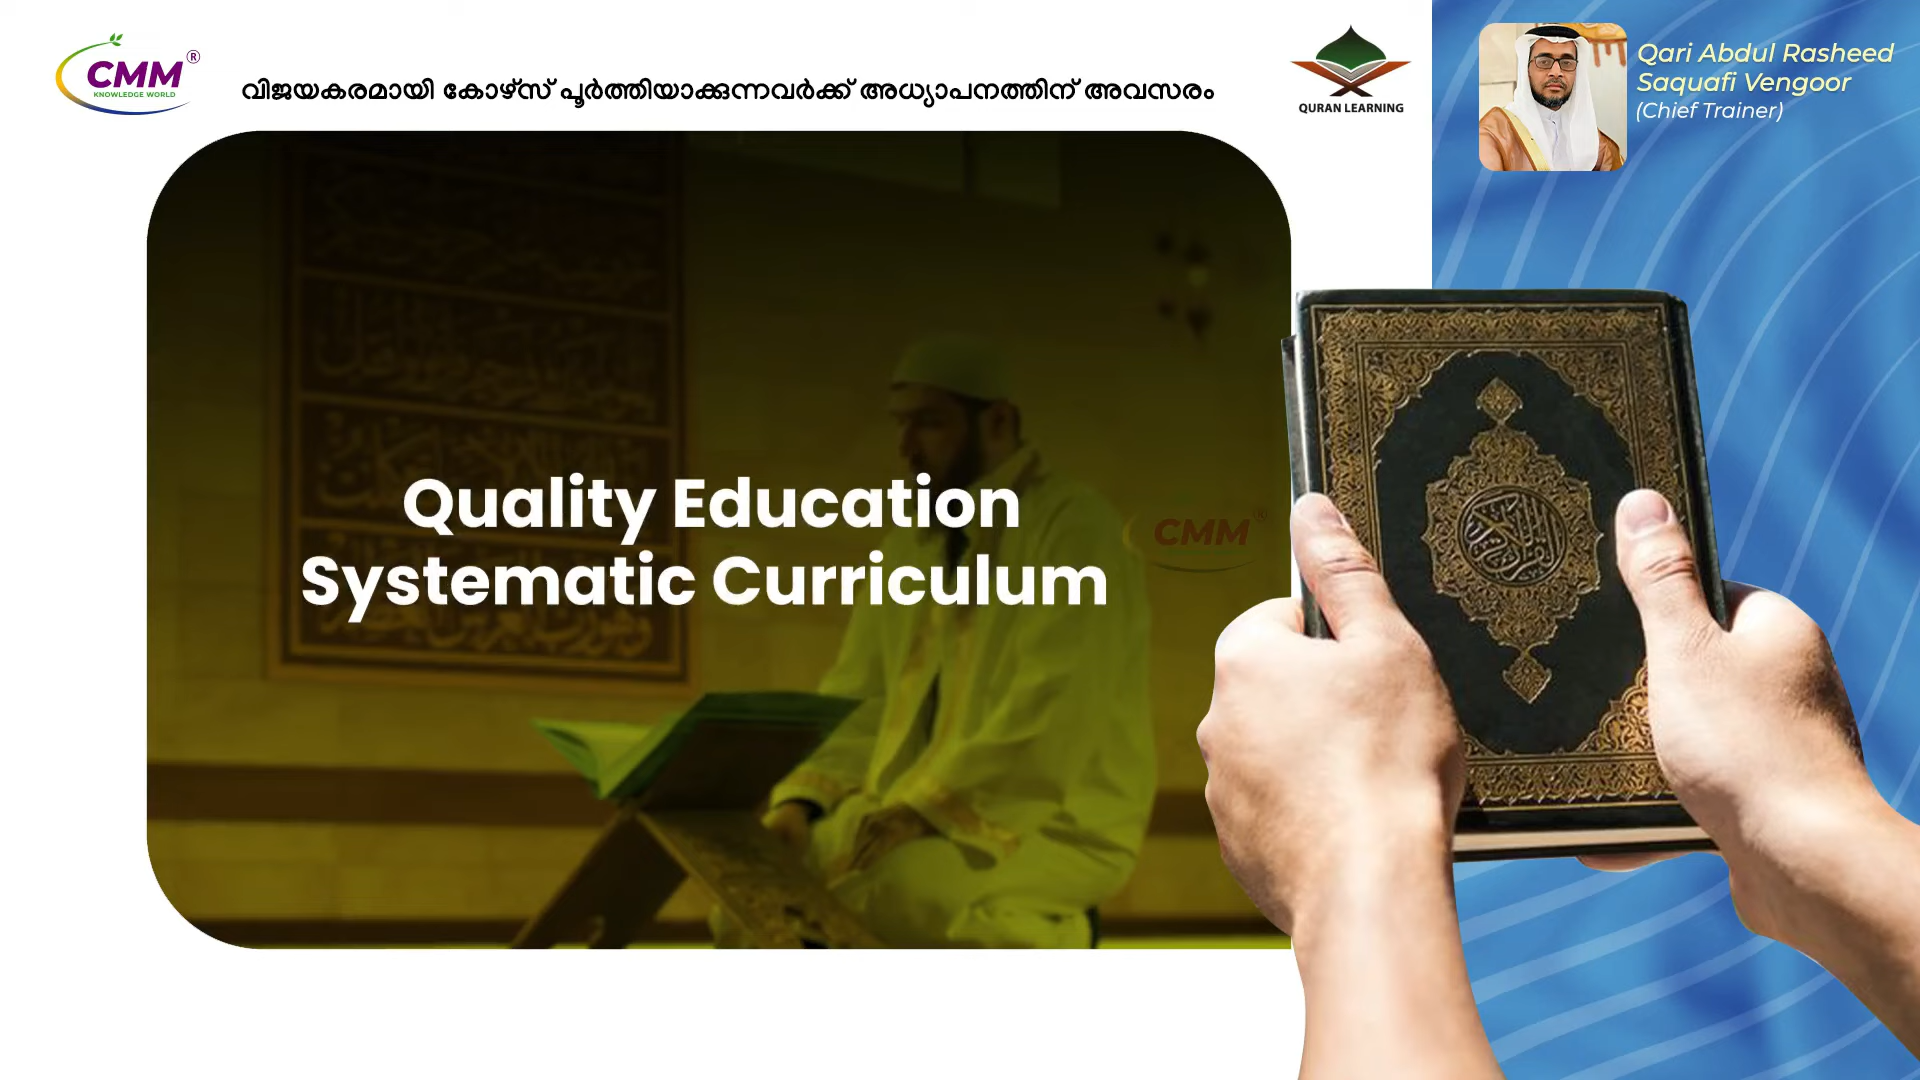 CMM®
KNOWLEDGE WORLD
വിജയകരമായി കോഴ്സ് പൂർത്തിയാക്കുന്നവർക്ക് അധ്യാപനത്തിന് അവസരം
QURAN LEARNING
Qari Abdul Rasheed
Saquafi Vengoor
(Chief Trainer)
Quality Education
Systematic Curriculum
CMM®